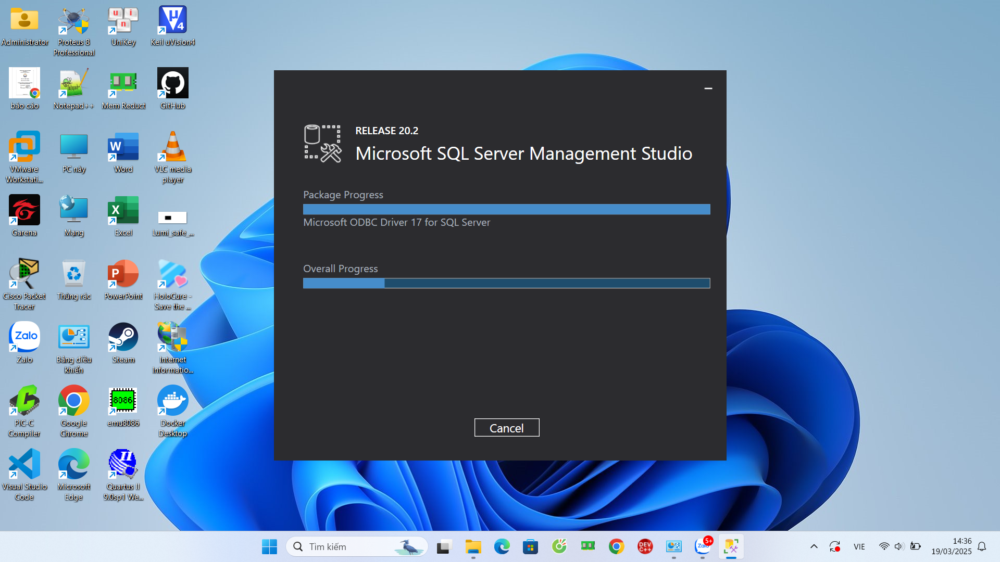 Administrator
Proteus 8
Professional
UniKey
Keil uVision4
báo cáo
Notepad++
Mem Reduct
GitHub
VMware
Workstati...
PC này
Word
VLC media
player
Garena
Mạng
Excel
Lumi_safe_...
Cisco Packet
Tracer
Thùng rác
PowerPoint
HoloCure -
Save the ...
Zalo
Zalo
Bảng điều
khiển
Steam
Internet
Informatio...
PIC-C
Compiler
Google
Chrome
8086
emu8086
Docker
Desktop
Visual Studio
Code
Microsoft
Edge
Quartus II
9.0sp1 We...
RELEASE 20.2
Microsoft SQL Server Management Studio
Package Progress
Microsoft ODBC Driver 17 for SQL Server
Overall Progress
Cancel
Tìm kiếm
DEV
C++
Zalo
5+
VIE
14:36
19/03/2025